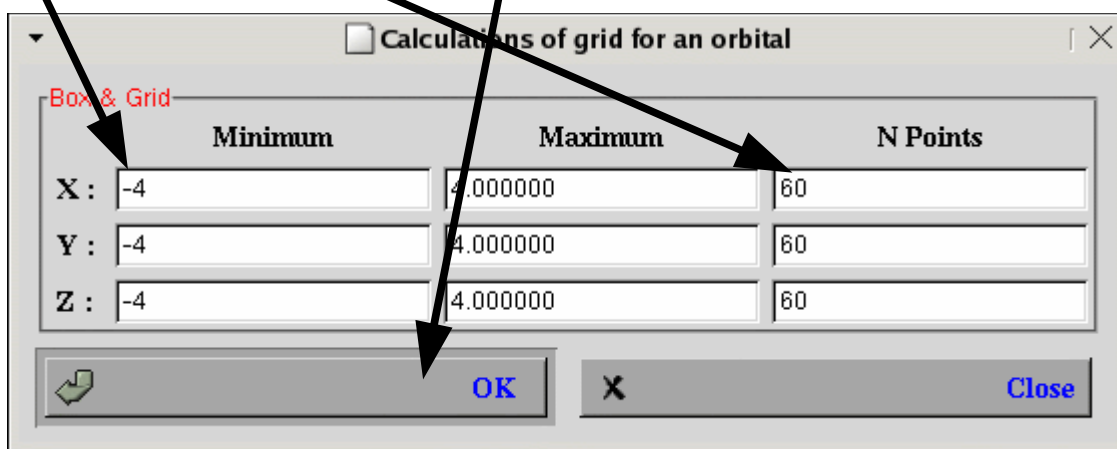 Calculations of grid for an orbital
Box & Grid
Minimum Maximum N Points
X : -4 4.000000 60
Y : -4 4.000000 60
Z : -4 4.000000 60
OK Close